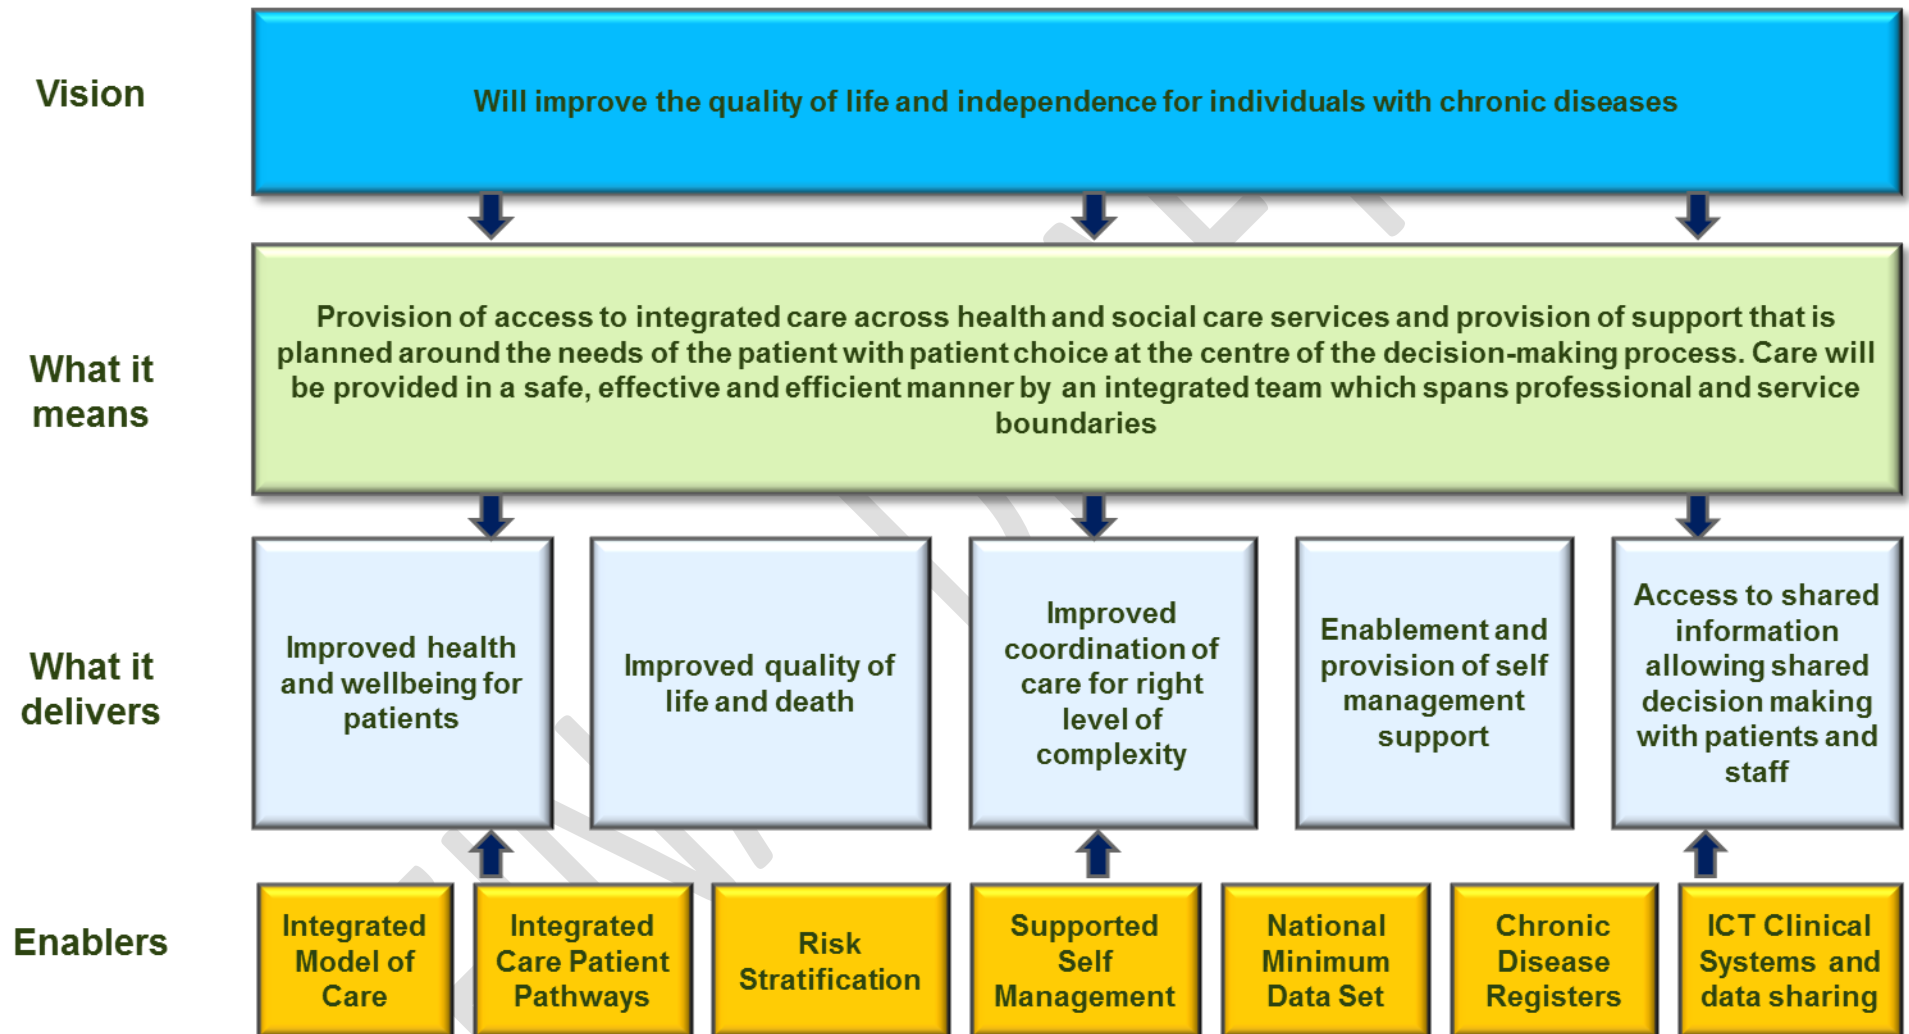 Vision
Will improve the quality of life and independence for individuals with chronic diseases
What it
means
Provision of access to integrated care across health and social care services and provision of support that is
planned around the needs of the patient with patient choice at the centre of the decision-making process. Care will
be provided in a safe, effective and efficient manner by an integrated team which spans professional and service
boundaries
What it
delivers
Improved health
and wellbeing for
patients
Improved quality of
life and death
Improved
coordination of
care for right
level of
complexity
Enablement and
provision of self
management
support
Access to shared
information
allowing shared
decision making
with patients and
staff
Enablers
Integrated
Model of
Care
Integrated
Care Patient
Pathways
Risk
Stratification
Supported
Self
Management
National
Minimum
Data Set
Chronic
Disease
Registers
ICT Clinical
Systems and
data sharing